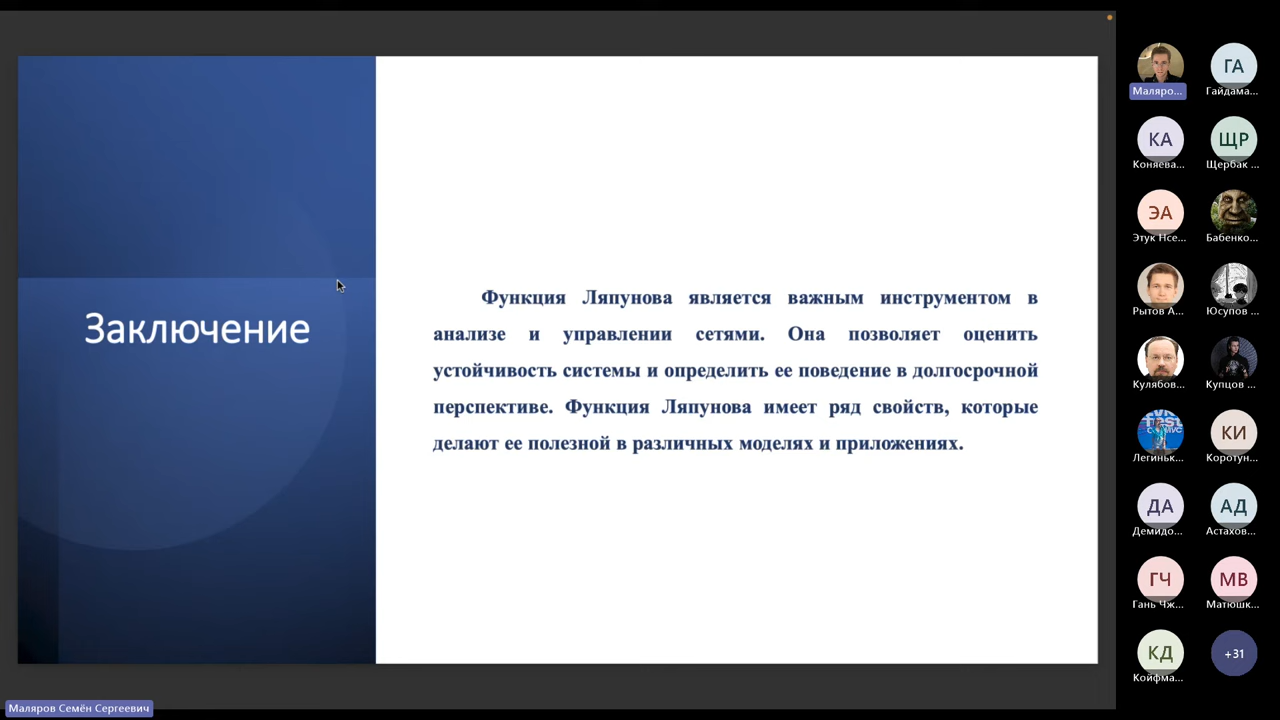 Заключение
Функция Ляпунова является важным инструментом в
анализе и управлении сетями. Она позволяет оценить
устойчивость системы и определить ее поведение в долгосрочной
перспективе. Функция Ляпунова имеет ряд свойств, которые
делают ее полезной в различных моделях и приложениях.
Маляро...
ГА
Гайдама...
КА
Коняева...
ЩР
Щербак ...
ЭА
Этук Нсе...
Бабенко...
Рытов А...
Юсупов ...
Кулябов...
Купцов ...
Легиньк...
КИ
Коротун...
ДА
Демидо...
АД
Астахов...
ГЧ
Гань Чж...
МВ
Матюшк...
КД
Койфма...
+31
Маляров Семён Сергеевич